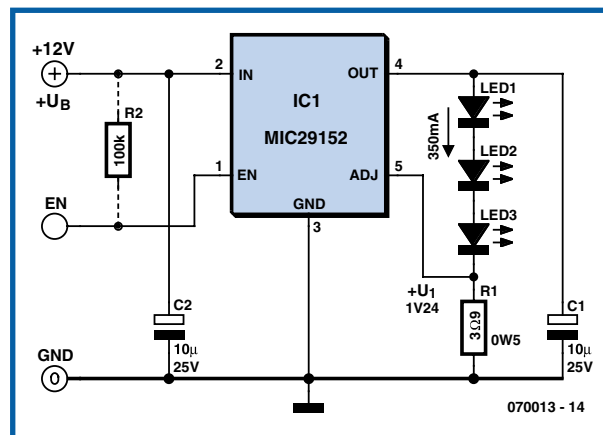 +12V
+UB
R2
100k
EN
GND
0
C2
10µ
25V
2
IN
OUT
4
IC1
MIC29152
1
EN
ADJ
5
GND
3
350mA
LED1
LED2
LED3
+U1
1V24
R1
3Ω9
0W5
C1
10µ
25V
070013 - 14